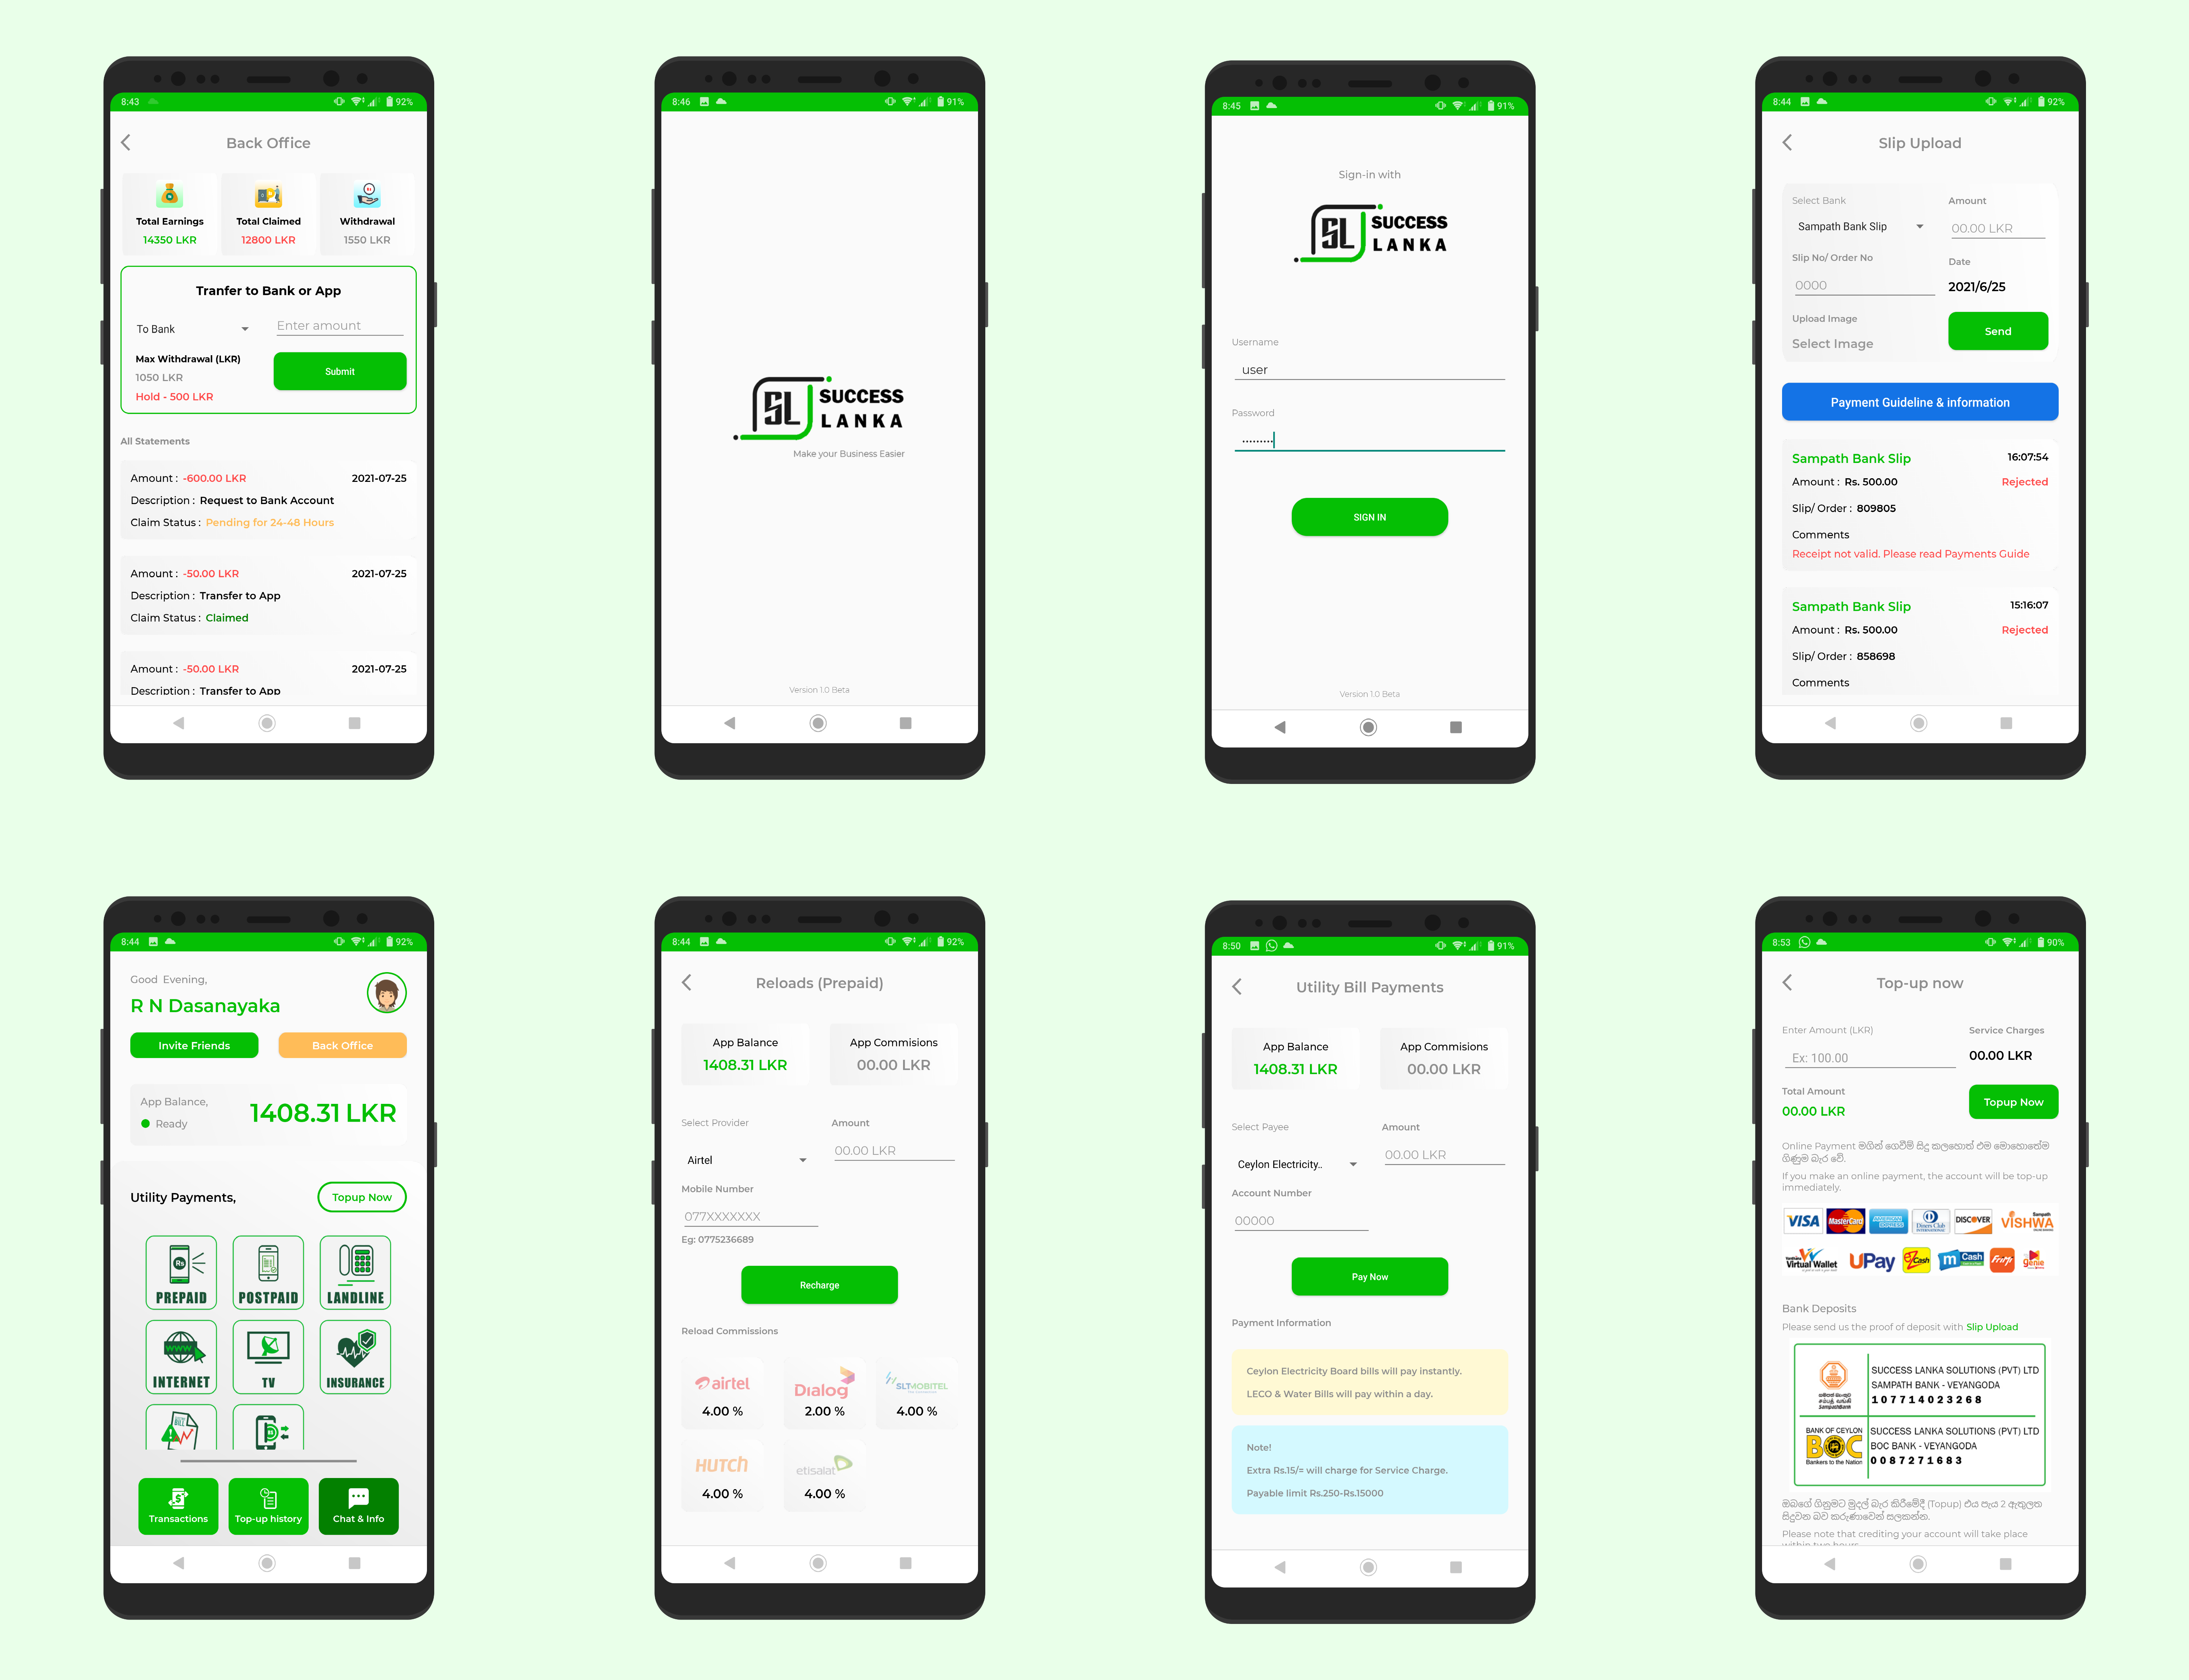 8:43
92%
Back Office
Total Earnings
14350 LKR
Total Claimed
12800 LKR
Withdrawal
1550 LKR
Tranfer to Bank or App
To Bank
Enter amount
Max Withdrawal (LKR)
1050 LKR
Hold - 500 LKR
Submit
All Statements
Amount : -600.00 LKR 2021-07-25
Description : Request to Bank Account
Claim Status : Pending for 24-48 Hours
Amount : -50.00 LKR 2021-07-25
Description : Transfer to App
Claim Status : Claimed
Amount : -50.00 LKR 2021-07-25
Description : Transfer to App
8:46
91%
SL SUCCESS
LANKA
Make your Business Easier
Version 1.0 Beta
8:45
91%
Sign-in with
SL SUCCESS
LANKA
Username
user
Password
SIGN IN
Version 1.0 Beta
8:44
92%
Slip Upload
Select Bank
Amount
Sampath Bank Slip
00.00 LKR
Slip No/ Order No
Date
0000
2021/6/25
Upload Image
Select Image
Send
Payment Guideline & information
Sampath Bank Slip 16:07:54
Amount : Rs. 500.00 Rejected
Slip/ Order : 809805
Comments
Receipt not valid. Please read Payments Guide
Sampath Bank Slip 15:16:07
Amount : Rs. 500.00 Rejected
Slip/ Order : 858698
Comments
8:44
92%
Good Evening,
R N Dasanayaka
Invite Friends
Back Office
App Balance,
Ready
1408.31 LKR
Utility Payments,
Topup Now
Rs
PREPAID
POSTPAID
LANDLINE
WWW
INTERNET
TV
INSURANCE
BILL
Transactions
Top-up history
Chat & Info
8:44
92%
Reloads (Prepaid)
App Balance
1408.31 LKR
App Commisions
00.00 LKR
Select Provider
Amount
Airtel
00.00 LKR
Mobile Number
077XXXXXXX
Eg: 0775236689
Recharge
Reload Commissions
airtel
4.00 %
Dialog
2.00 %
SLTMOBITEL
4.00 %
HUTCH
4.00 %
etisalat
4.00 %
8:50
91%
Utility Bill Payments
App Balance
1408.31 LKR
App Commisions
00.00 LKR
Select Payee
Amount
Ceylon Electricity..
00.00 LKR
Account Number
00000
Pay Now
Payment Information
Ceylon Electricity Board bills will pay instantly.
LECO & Water Bills will pay within a day.
Note!
Extra Rs.15/= will charge for Service Charge.
Payable limit Rs.250-Rs.15000
8:53
90%
Top-up now
Enter Amount (LKR)
Service Charges
Ex: 100.00
00.00 LKR
Total Amount
00.00 LKR
Topup Now
Online Payment මගින් ගෙවීම් සිදු කලහොත් එම මොහොතේම
ගිණුම බැර වේ.
If you make an online payment, the account will be top-up
immediately.
VISA MasterCard AMERICAN EXPRESS Diners Club INTERNATIONAL DISCOVER Sampath VISHWA
Virtual Wallet UPay eZ Cash mCash FriMi genie
Bank Deposits
Please send us the proof of deposit with Slip Upload
SampathBank
SUCCESS LANKA SOLUTIONS (PVT) LTD
SAMPATH BANK - VEYANGODA
107714023268
BANK OF CEYLON
BOC
Bankers to the Nation
SUCCESS LANKA SOLUTIONS (PVT) LTD
BOC BANK - VEYANGODA
0087271683
ඔබගේ ගිනුමට මුදල් බැර කිරීමේදී (Topup) එය පැය 2 ඇතුලත
සිදුවන බව කරුණාවෙන් සලකන්න.
Please note that crediting your account will take place
within two hours